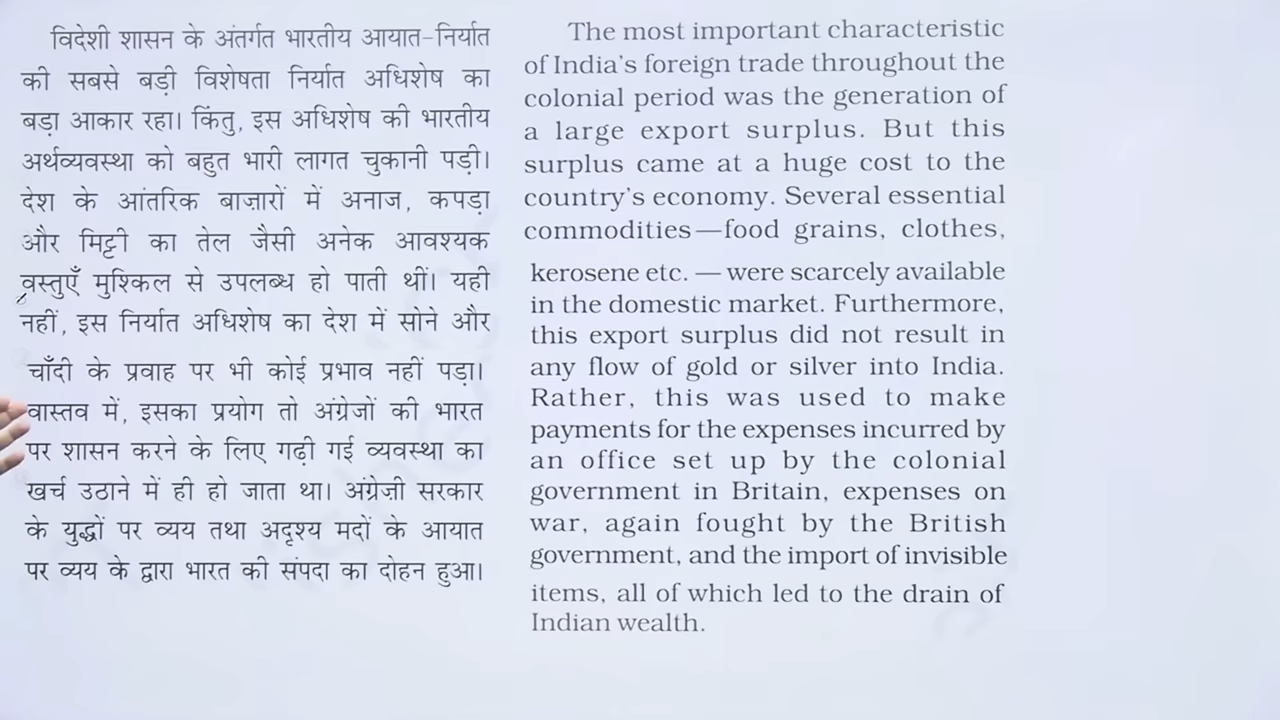 विदेशी शासन के अंतर्गत भारतीय आयात-निर्यात
की सबसे बड़ी विशेषता निर्यात अधिशेष का
बड़ा आकार रहा। किंतु, इस अधिशेष की भारतीय
अर्थव्यवस्था को बहुत भारी लागत चुकानी पड़ी।
देश के आंतरिक बाज़ारों में अनाज, कपड़ा
और मिट्टी का तेल जैसी अनेक आवश्यक
वस्तुएँ मुश्किल से उपलब्ध हो पाती थीं। यही
नहीं, इस निर्यात अधिशेष का देश में सोने और
चाँदी के प्रवाह पर भी कोई प्रभाव नहीं पड़ा।
वास्तव में, इसका प्रयोग तो अंग्रेजों की भारत
पर शासन करने के लिए गढ़ी गई व्यवस्था का
खर्च उठाने में ही हो जाता था। अंग्रेज़ी सरकार
के युद्धों पर व्यय तथा अदृश्य मदों के आयात
पर व्यय के द्वारा भारत की संपदा का दोहन हुआ।
The most important characteristic
of India's foreign trade throughout the
colonial period was the generation of
a large export surplus. But this
surplus came at a huge cost to the
country's economy. Several essential
commodities—food grains, clothes,
kerosene etc. — were scarcely available
in the domestic market. Furthermore,
this export surplus did not result in
any flow of gold or silver into India.
Rather, this was used to make
payments for the expenses incurred by
an office set up by the colonial
government in Britain, expenses on
war, again fought by the British
government, and the import of invisible
items, all of which led to the drain of
Indian wealth.